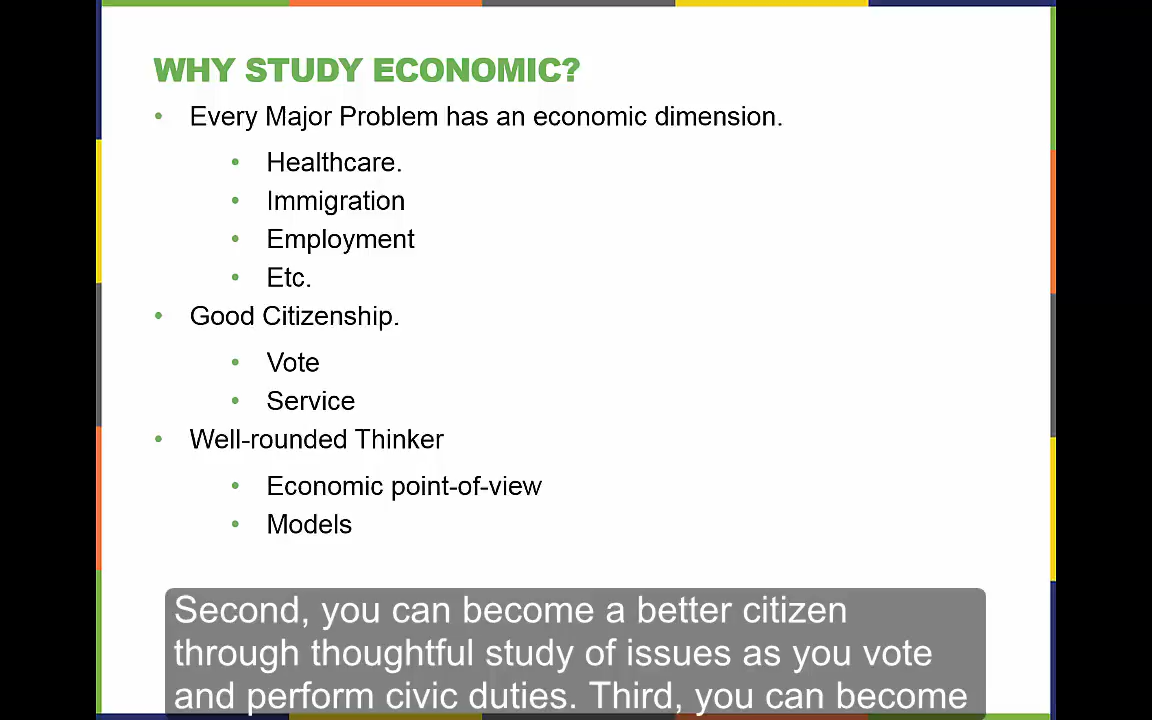 WHY STUDY ECONOMIC?
• Every Major Problem has an economic dimension.
• Healthcare.
• Immigration
• Employment
• Etc.
• Good Citizenship.
• Vote
• Service
• Well-rounded Thinker
• Economic point-of-view
• Models
Second, you can become a better citizen
through thoughtful study of issues as you vote
and perform civic duties. Third, you can become